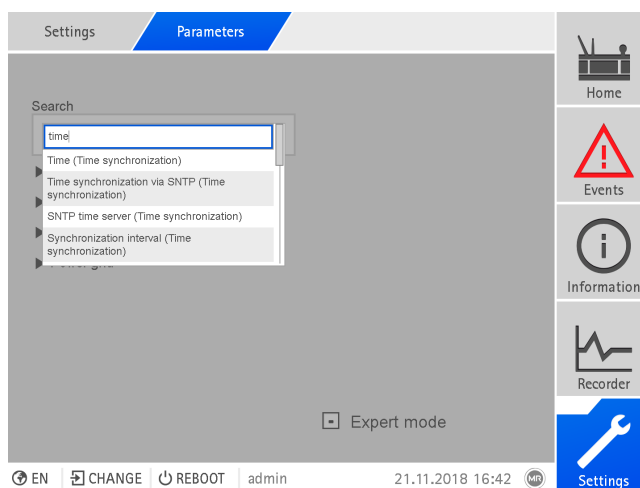 Settings
Parameters
Home
Search
time
Time (Time synchronization)
Time synchronization via SNTP (Time
synchronization)
SNTP time server (Time synchronization)
Synchronization interval (Time
synchronization)
Power grid
Events
Information
Recorder
Expert mode
EN
CHANGE
REBOOT
admin
21.11.2018 16:42
MR
Settings